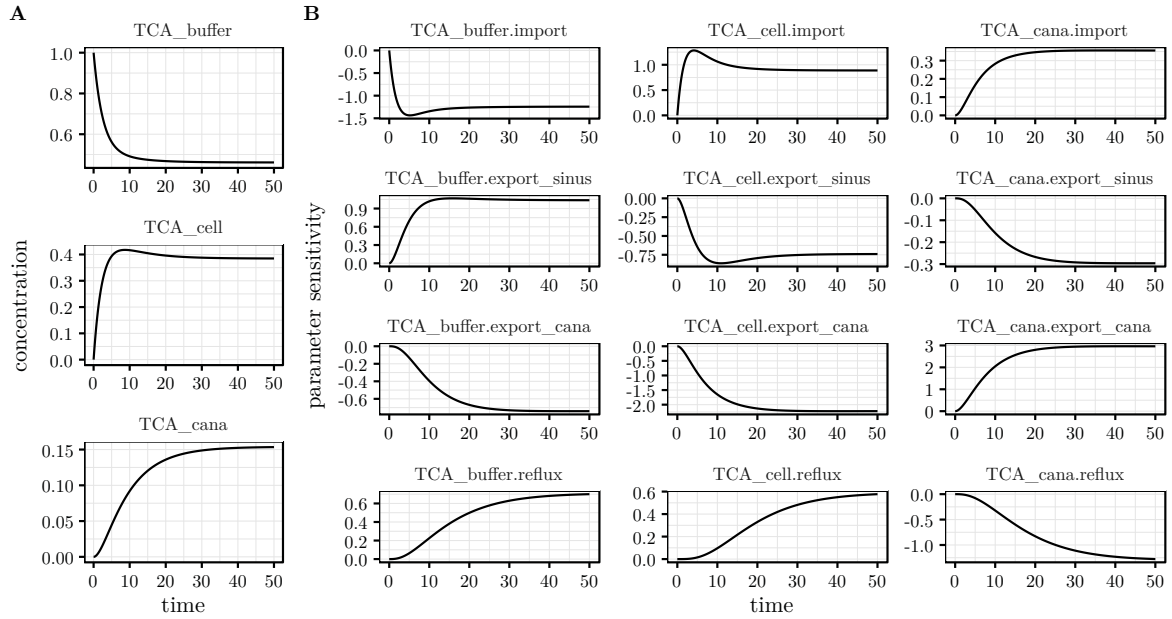 A
TCA_buffer
1.0
0.8
0.6
0 10 20 30 40 50
TCA_cell
0.4
0.3
0.2
0.1
0.0
0 10 20 30 40 50
TCA_cana
0.15
0.10
0.05
0.00
0 10 20 30 40 50
concentration
time
B
TCA_buffer.import
0.0
-0.5
-1.0
-1.5
0 10 20 30 40 50
TCA_cell.import
1.0
0.5
0.0
0 10 20 30 40 50
TCA_cana.import
0.3
0.2
0.1
0.0
0 10 20 30 40 50
TCA_buffer.export_sinus
0.9
0.6
0.3
0.0
0 10 20 30 40 50
TCA_cell.export_sinus
0.00
-0.25
-0.50
-0.75
0 10 20 30 40 50
TCA_cana.export_sinus
0.0
-0.1
-0.2
-0.3
0 10 20 30 40 50
TCA_buffer.export_cana
0.0
-0.2
-0.4
-0.6
0 10 20 30 40 50
TCA_cell.export_cana
0.0
-0.5
-1.0
-1.5
-2.0
0 10 20 30 40 50
TCA_cana.export_cana
3
2
1
0
0 10 20 30 40 50
TCA_buffer.reflux
0.6
0.4
0.2
0.0
0 10 20 30 40 50
TCA_cell.reflux
0.6
0.4
0.2
0.0
0 10 20 30 40 50
TCA_cana.reflux
0.0
-0.5
-1.0
0 10 20 30 40 50
parameter sensitivity
time